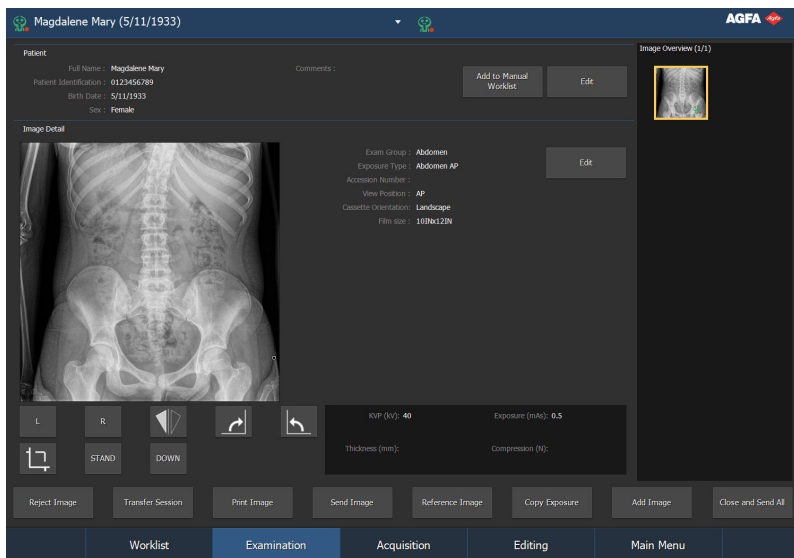 Magdalene Mary (5/11/1933)
AGFA
Patient
Full Name : Magdalene Mary
Comments :
Patient Identification : 0123456789
Birth Date : 5/11/1933
Sex : Female
Add to Manual
Worklist
Edit
Image Overview (1/1)
Image Detail
Exam Group : Abdomen
Exposure Type : Abdomen AP
Accession Number :
View Position : AP
Cassette Orientation: Landscape
Film size : 10INx12IN
Edit
L
R
STAND
DOWN
KVP (kV): 40
Exposure (mAs): 0.5
Thickness (mm):
Compression (N):
Reject Image
Transfer Session
Print Image
Send Image
Reference Image
Copy Exposure
Add Image
Close and Send All
Worklist
Examination
Acquisition
Editing
Main Menu